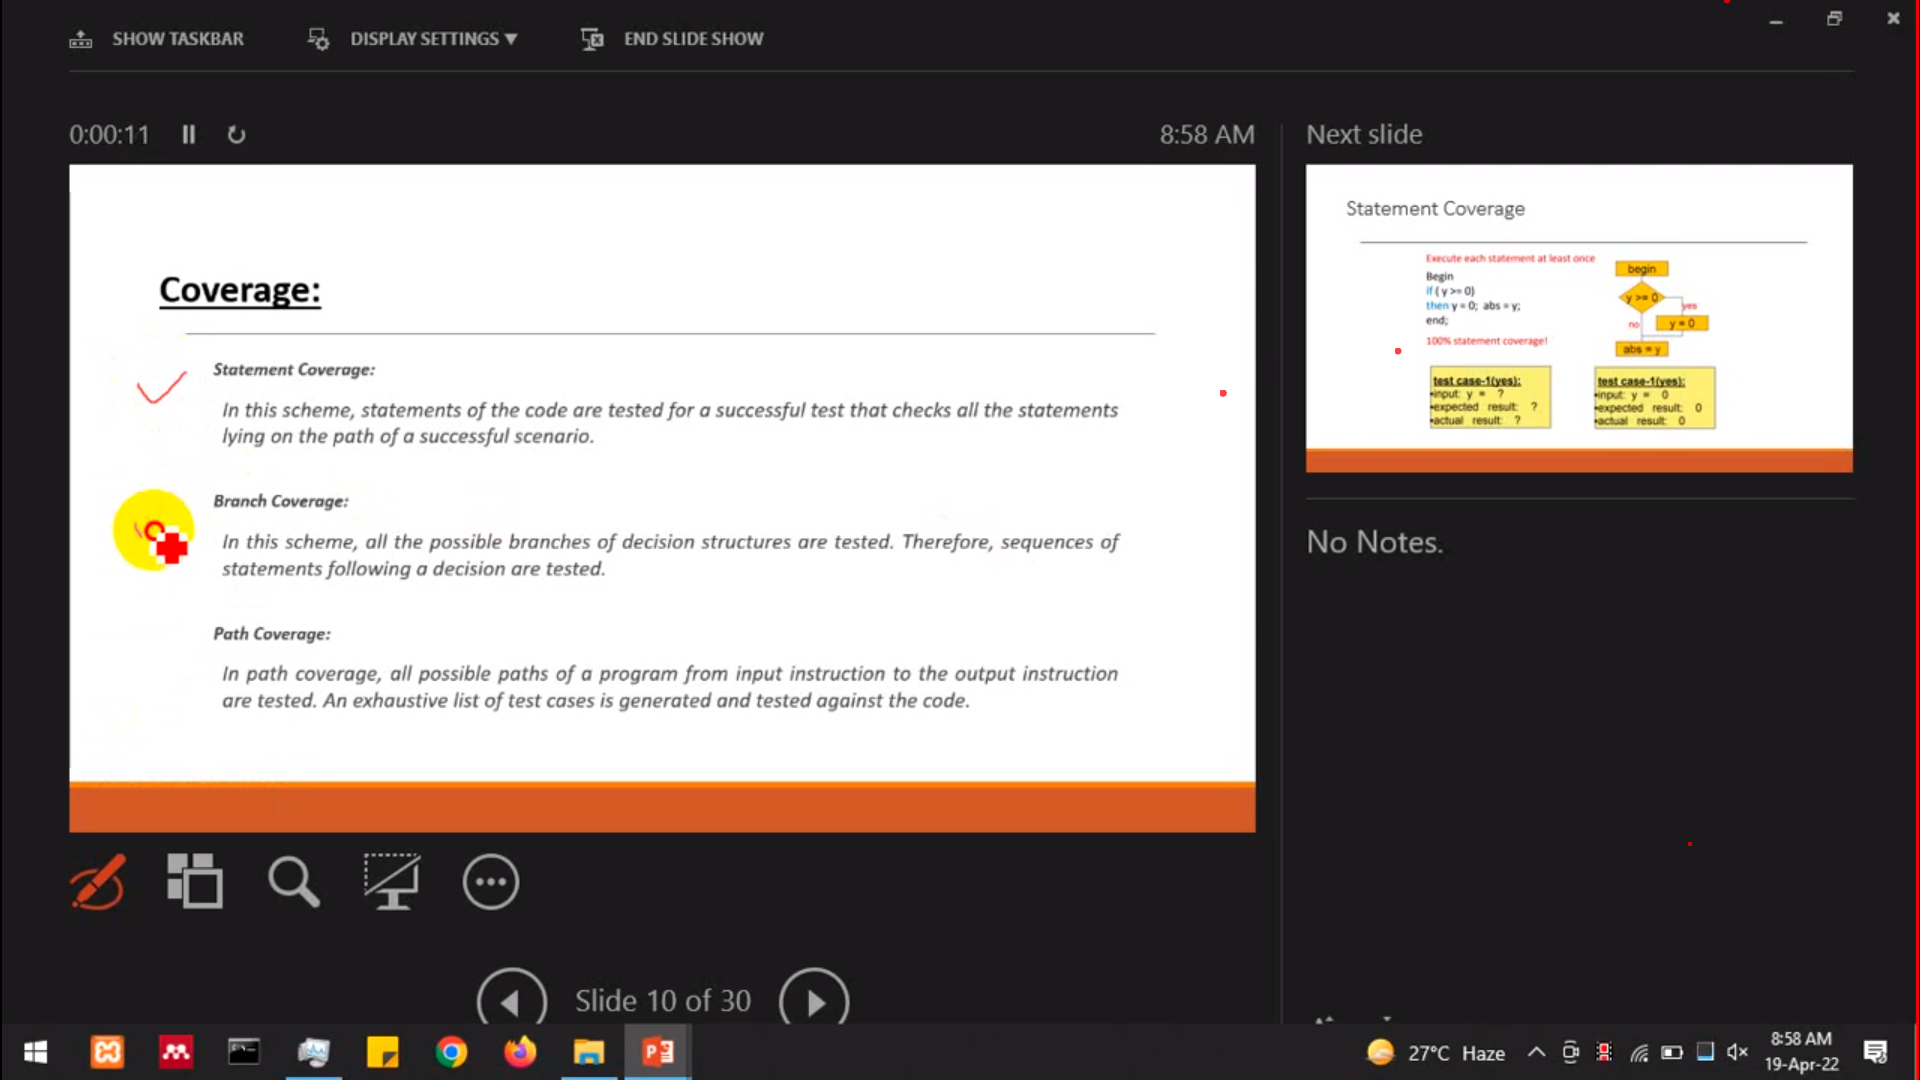 SHOW TASKBAR
DISPLAY SETTINGS
END SLIDE SHOW
0:00:11
8:58 AM
Coverage:
Statement Coverage:
In this scheme, statements of the code are tested for a successful test that checks all the statements
lying on the path of a successful scenario.
Branch Coverage:
In this scheme, all the possible branches of decision structures are tested. Therefore, sequences of
statements following a decision are tested.
Path Coverage:
In path coverage, all possible paths of a program from input instruction to the output instruction
are tested. An exhaustive list of test cases is generated and tested against the code.
Next slide
Statement Coverage
Execute each statement at least once
Begin
if ( y >= 0)
then y = 0; abs = y;
end;
100% statement coverage!
begin
y >= 0
yes
no
y = 0
abs = y
test case-1(yes):
•input: y = ?
•expected result: ?
•actual result: ?
test case-1(yes):
•input: y = 0
•expected result: 0
•actual result: 0
No Notes.
Slide 10 of 30
27°C Haze
8:58 AM
19-Apr-22